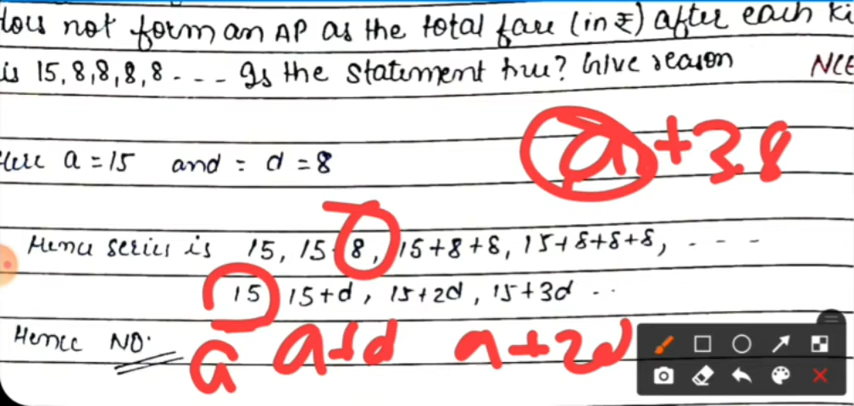 does not form an AP as the total fare (in ₹) after each
is 15, 8, 8, 8, 8 - - - Is the statement true? Give reason NCE
a + 3.8
Here a = 15 and = d = 8
Hence series is 15, 15+8, 15+8+8, 15+8+8+8, - - - -
15 15+d, 15+2d, 15+3d - -
Hence NO.
a a+d a+2d